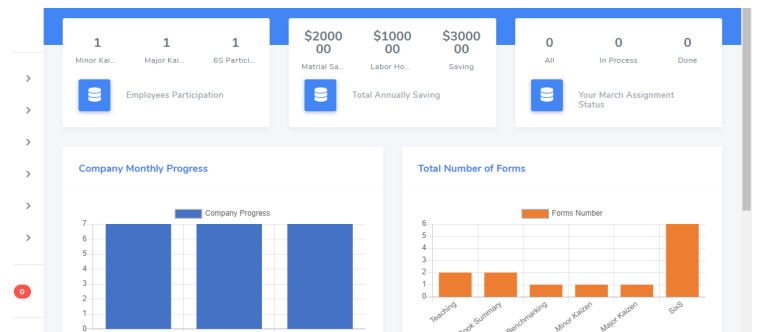 1
1
1
Minor Kai...
Major Kai...
6S Partici...
Employees Participation
$2000
00
$1000
00
$3000
00
Matrial Sa...
Labor Ho...
Saving
Total Annually Saving
0
0
0
All
In Process
Done
Your March Assignment
Status
Company Monthly Progress
Company Progress
7
6
5
4
3
2
1
0
Total Number of Forms
Forms Number
6
5
4
3
2
1
0
Teaching
Book Summary
Benchmarking
Minor Kaizen
Major Kaizen
SixS
0